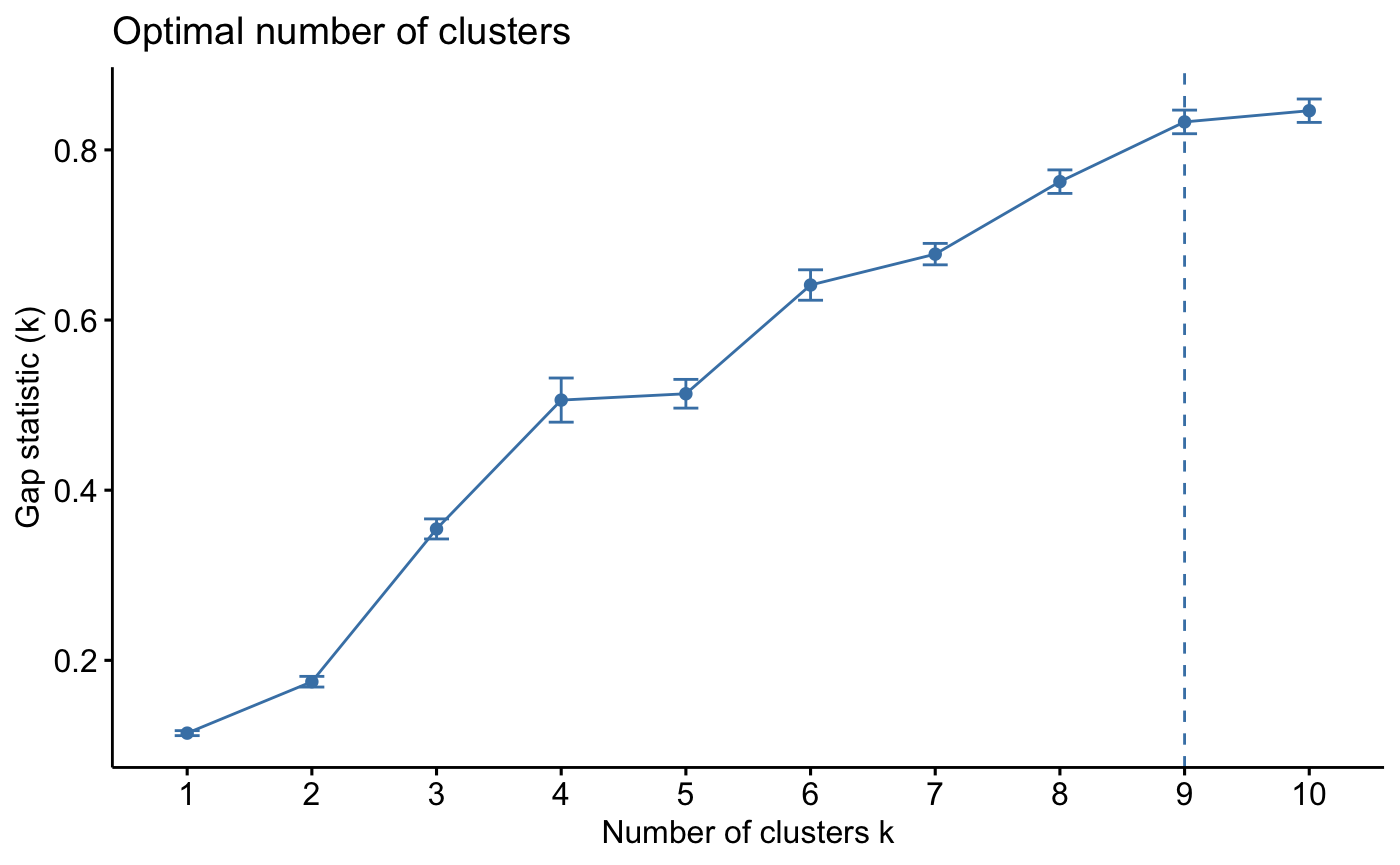 Optimal number of clusters
Gap statistic (k)
0.8
0.6
0.4
0.2
1 2 3 4 5 6 7 8 9 10
Number of clusters k